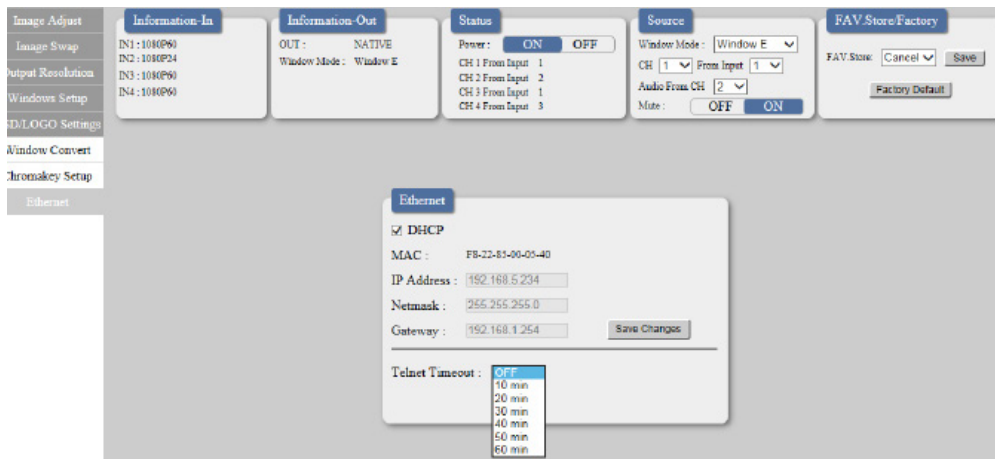 Image Adjust
Image Swap
Output Resolution
Windows Setup
SD/LOGO Settings
Window Convert
Chromakey Setup
Ethernet
Information-In
IN1 : 1080P60
IN2 : 1080P24
IN3 : 1080P60
IN4 : 1080P60
Information-Out
OUT : NATIVE
Window Mode : Window E
Status
Power : ON OFF
CH 1 From Input 1
CH 2 From Input 2
CH 3 From Input 1
CH 4 From Input 3
Source
Window Mode : Window E
CH 1 From Input 1
Audio From CH 2
Mute : OFF ON
FAV.Store/Factory
FAV.Store: Cancel Save
Factory Default
Ethernet
DHCP
MAC : F8-22-85-00-05-40
IP Address : 192.168.5.234
Netmask : 255.255.255.0
Gateway : 192.168.1.254 Save Changes
Telnet Timeout : OFF
10 min
20 min
30 min
40 min
50 min
60 min